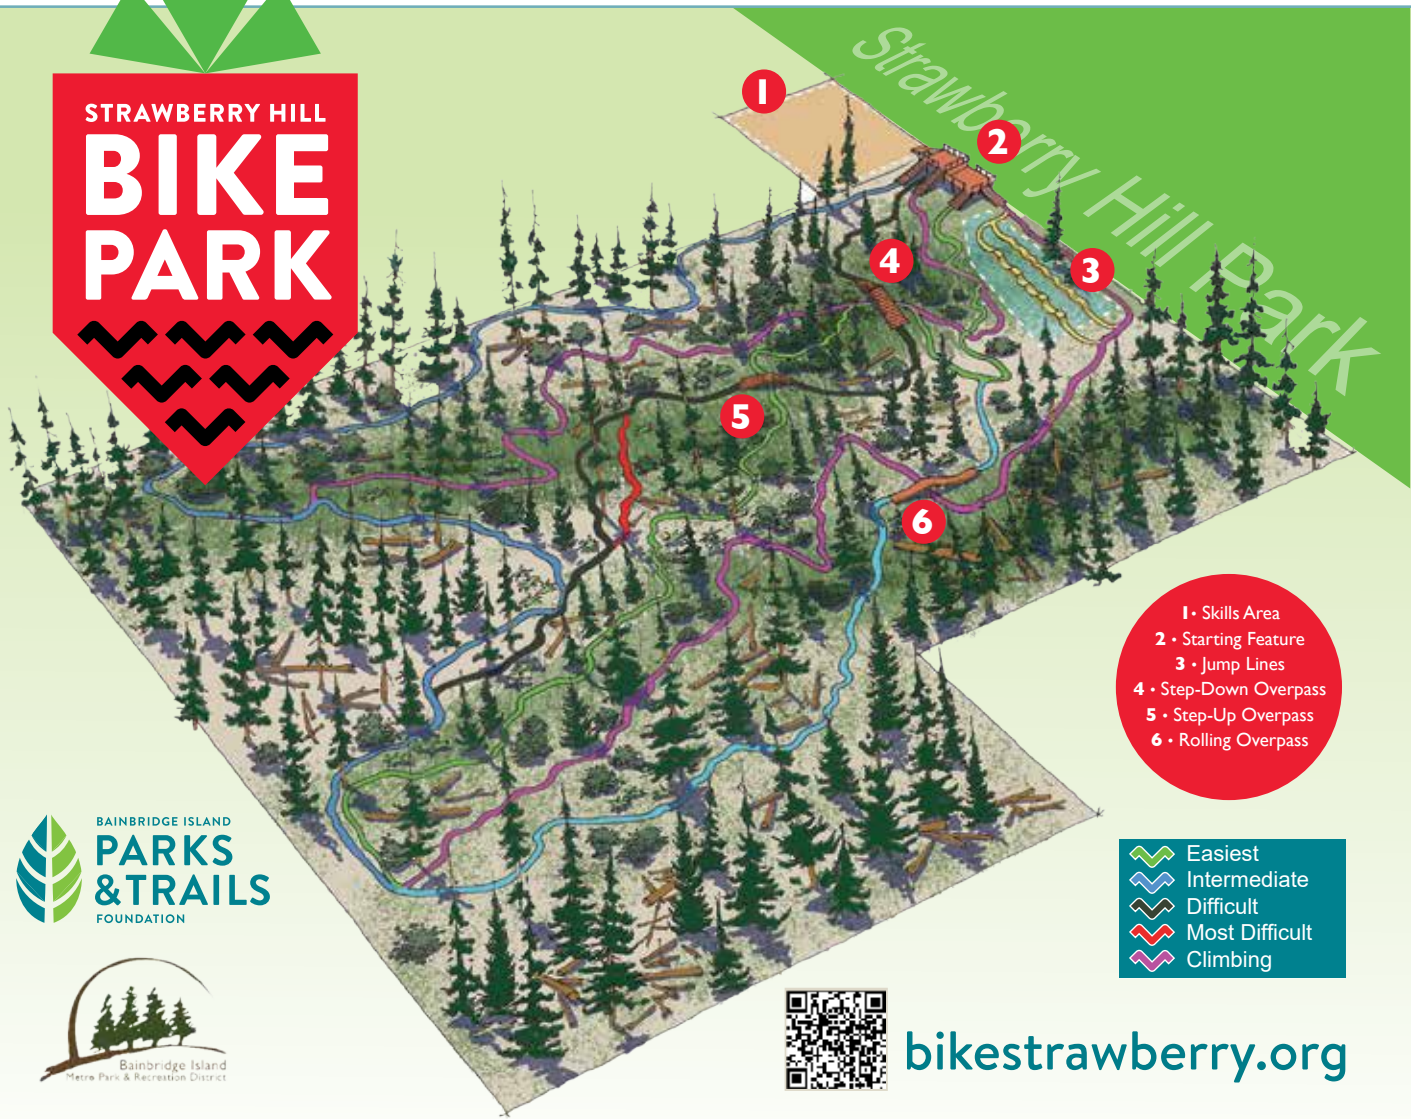 STRAWBERRY HILL
BIKE
PARK
Strawberry Hill Park
1
2
3
4
5
6
1 • Skills Area
2 • Starting Feature
3 • Jump Lines
4 • Step-Down Overpass
5 • Step-Up Overpass
6 • Rolling Overpass
Easiest
Intermediate
Difficult
Most Difficult
Climbing
BAINBRIDGE ISLAND
PARKS
&TRAILS
FOUNDATION
Bainbridge Island
Metro Park & Recreation District
bikestrawberry.org